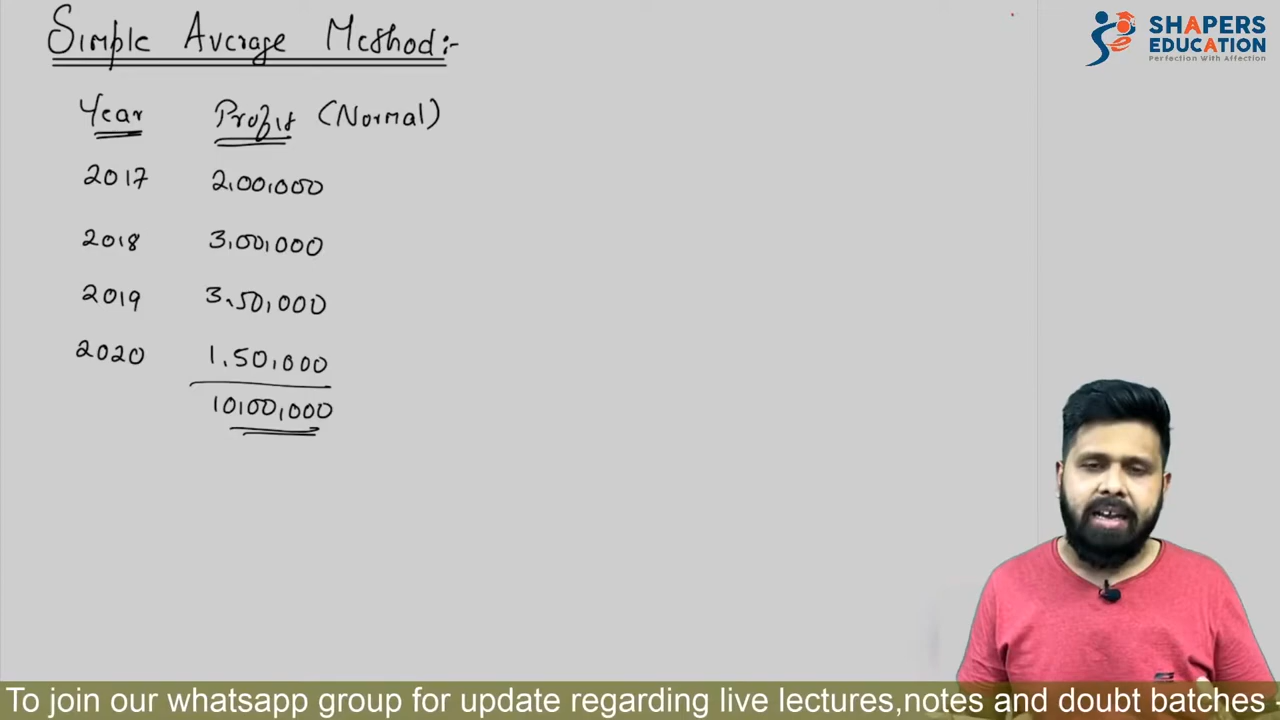 Simple Average Method:-
SHAPERS
EDUCATION
Perfection With Affection
Year Profit (Normal)
2017 2,00,000
2018 3,00,000
2019 3,50,000
2020 1,50,000
10,00,000
To join our whatsapp group for update regarding live lectures,notes and doubt batches